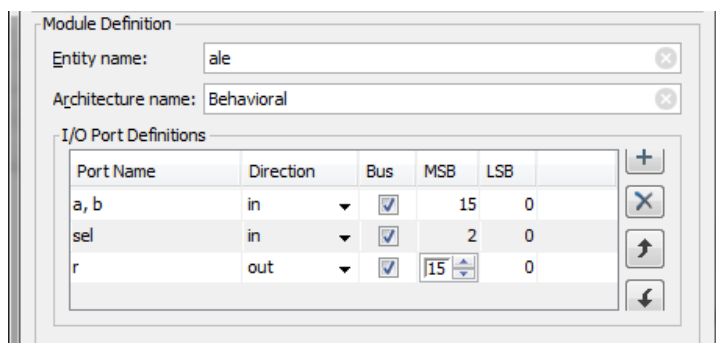 Module Definition
Entity name: ale
Architecture name: Behavioral
I/O Port Definitions
Port Name Direction Bus MSB LSB
a, b in 15 0
sel in 2 0
r out 15 0